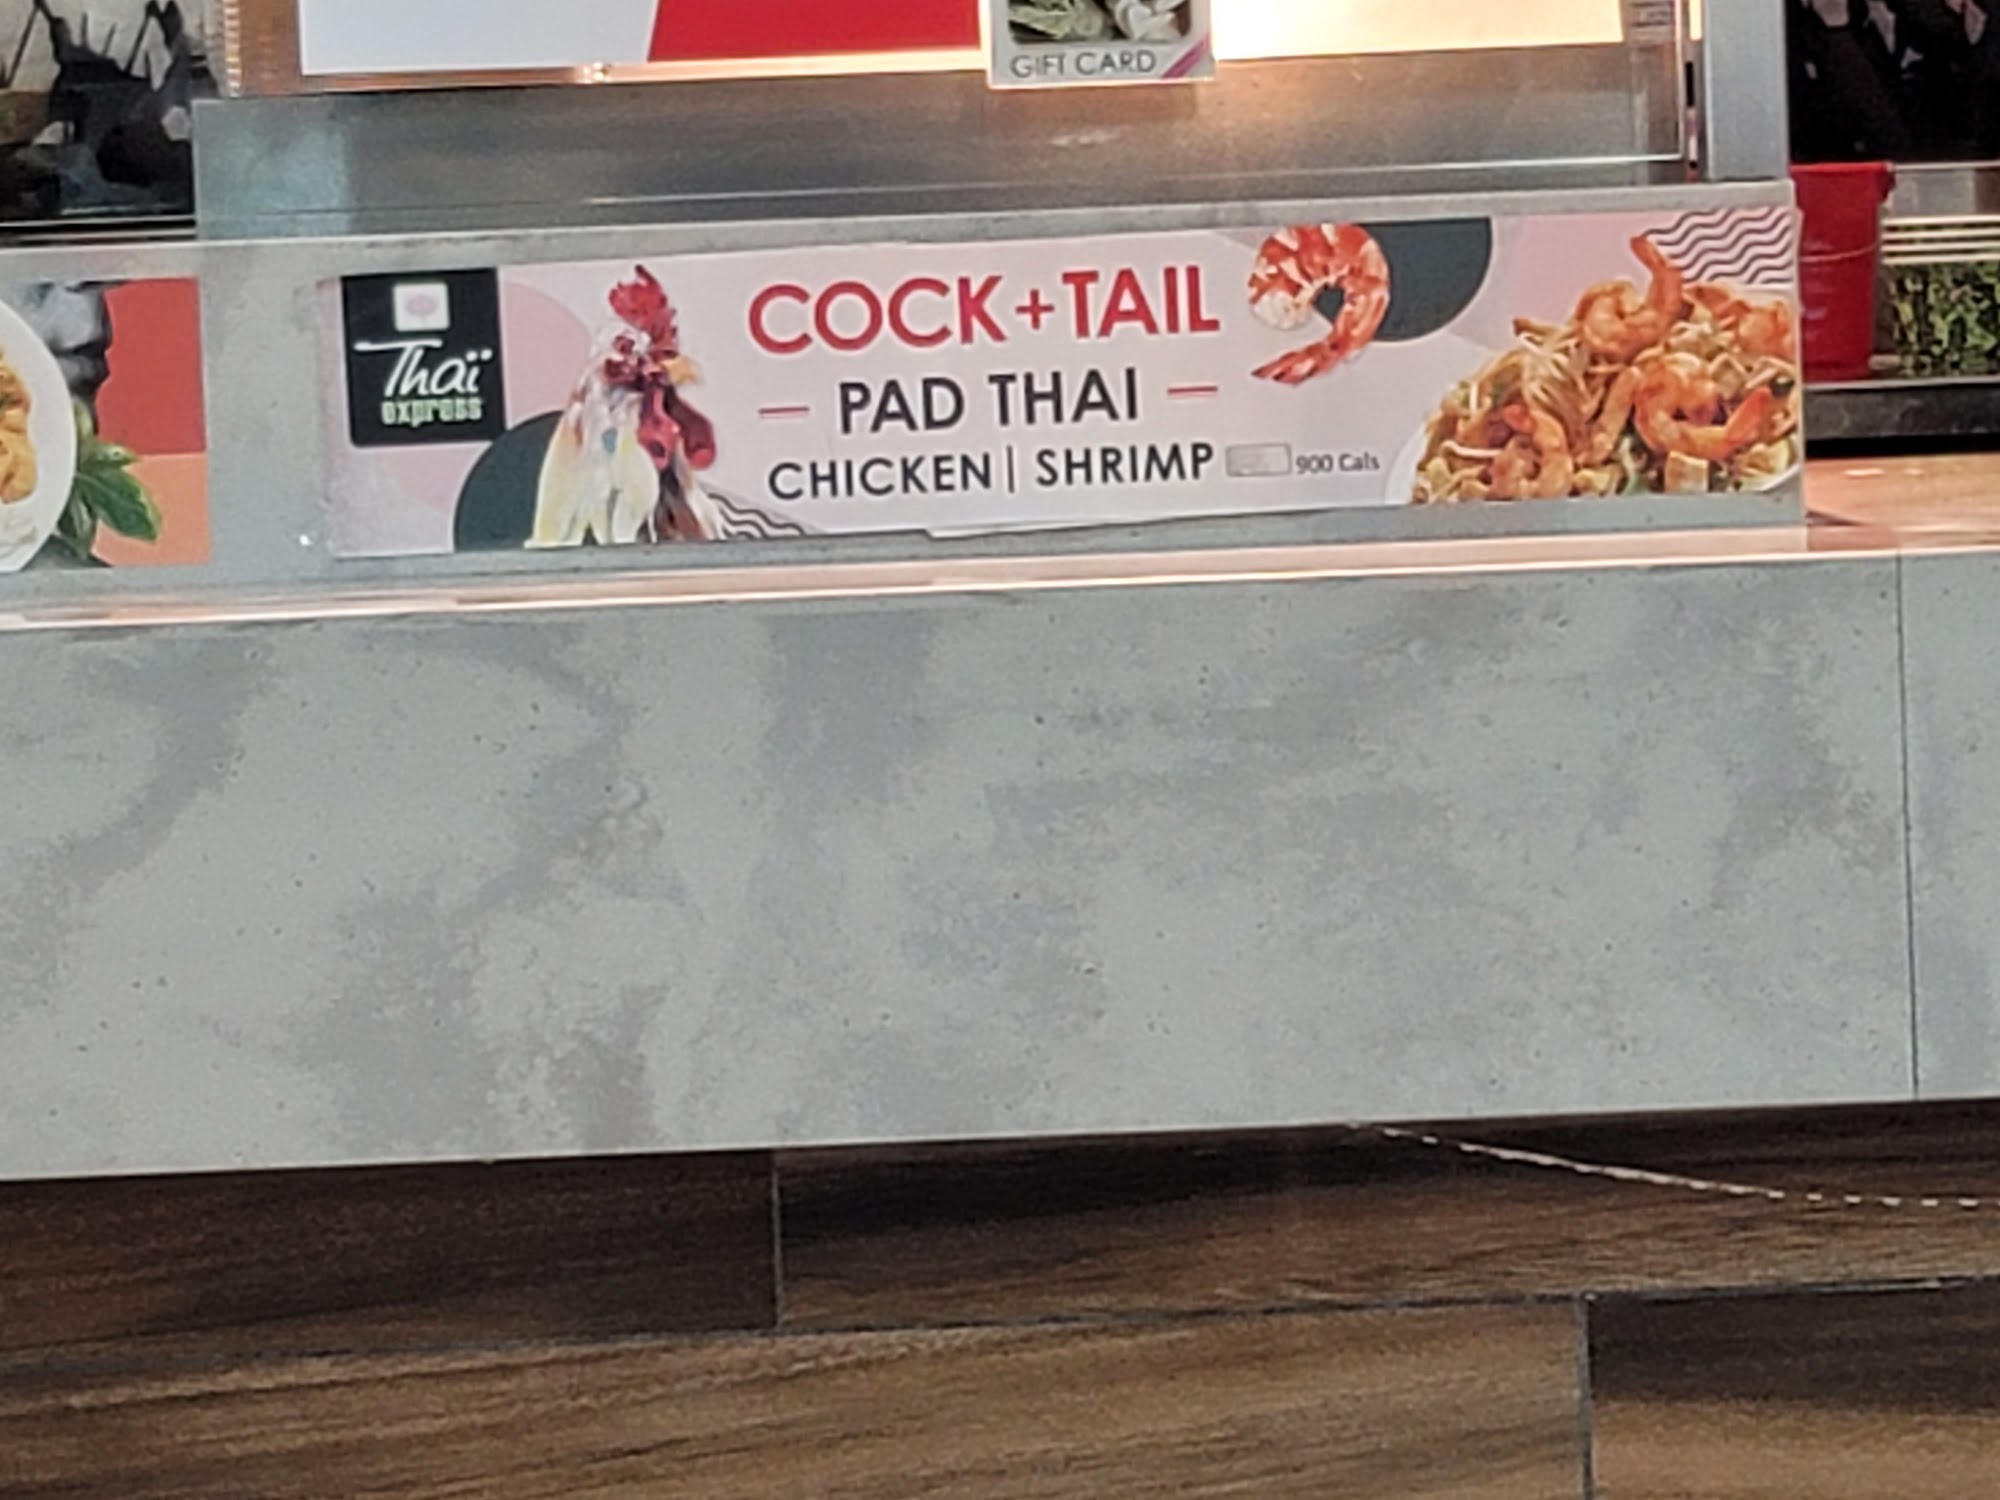 GIFT CARD
Thaï
express
COCK+TAIL
— PAD THAI —
CHICKEN | SHRIMP 900 Cals